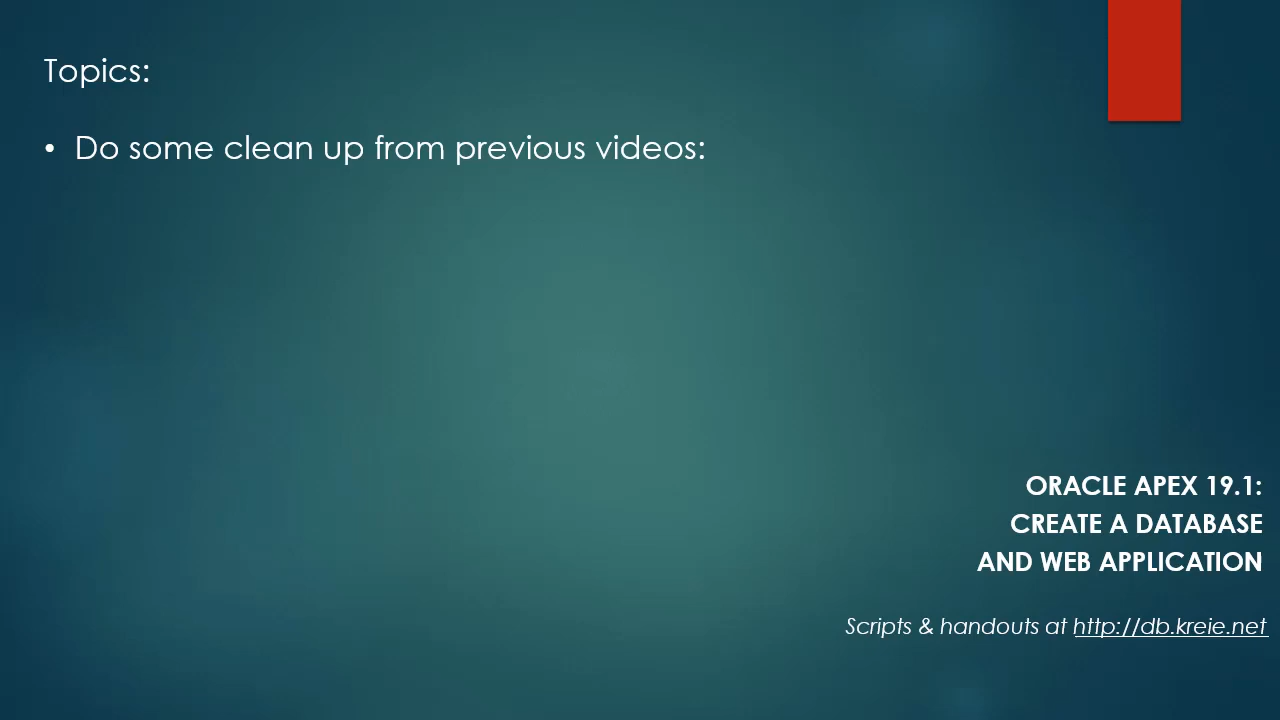 Topics:
• Do some clean up from previous videos:
ORACLE APEX 19.1:
CREATE A DATABASE
AND WEB APPLICATION
Scripts & handouts at http://db.kreie.net